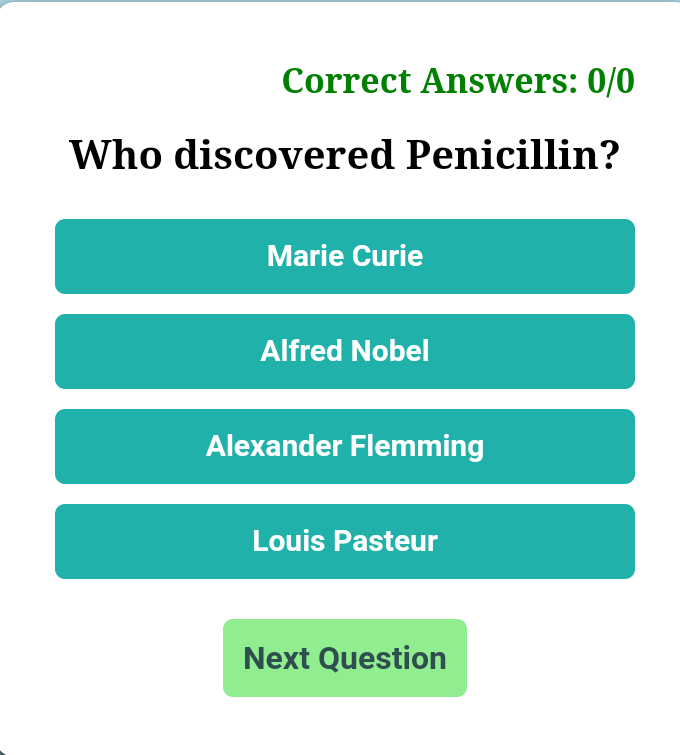 Correct Answers: 0/0
Who discovered Penicillin?
Marie Curie
Alfred Nobel
Alexander Flemming
Louis Pasteur
Next Question